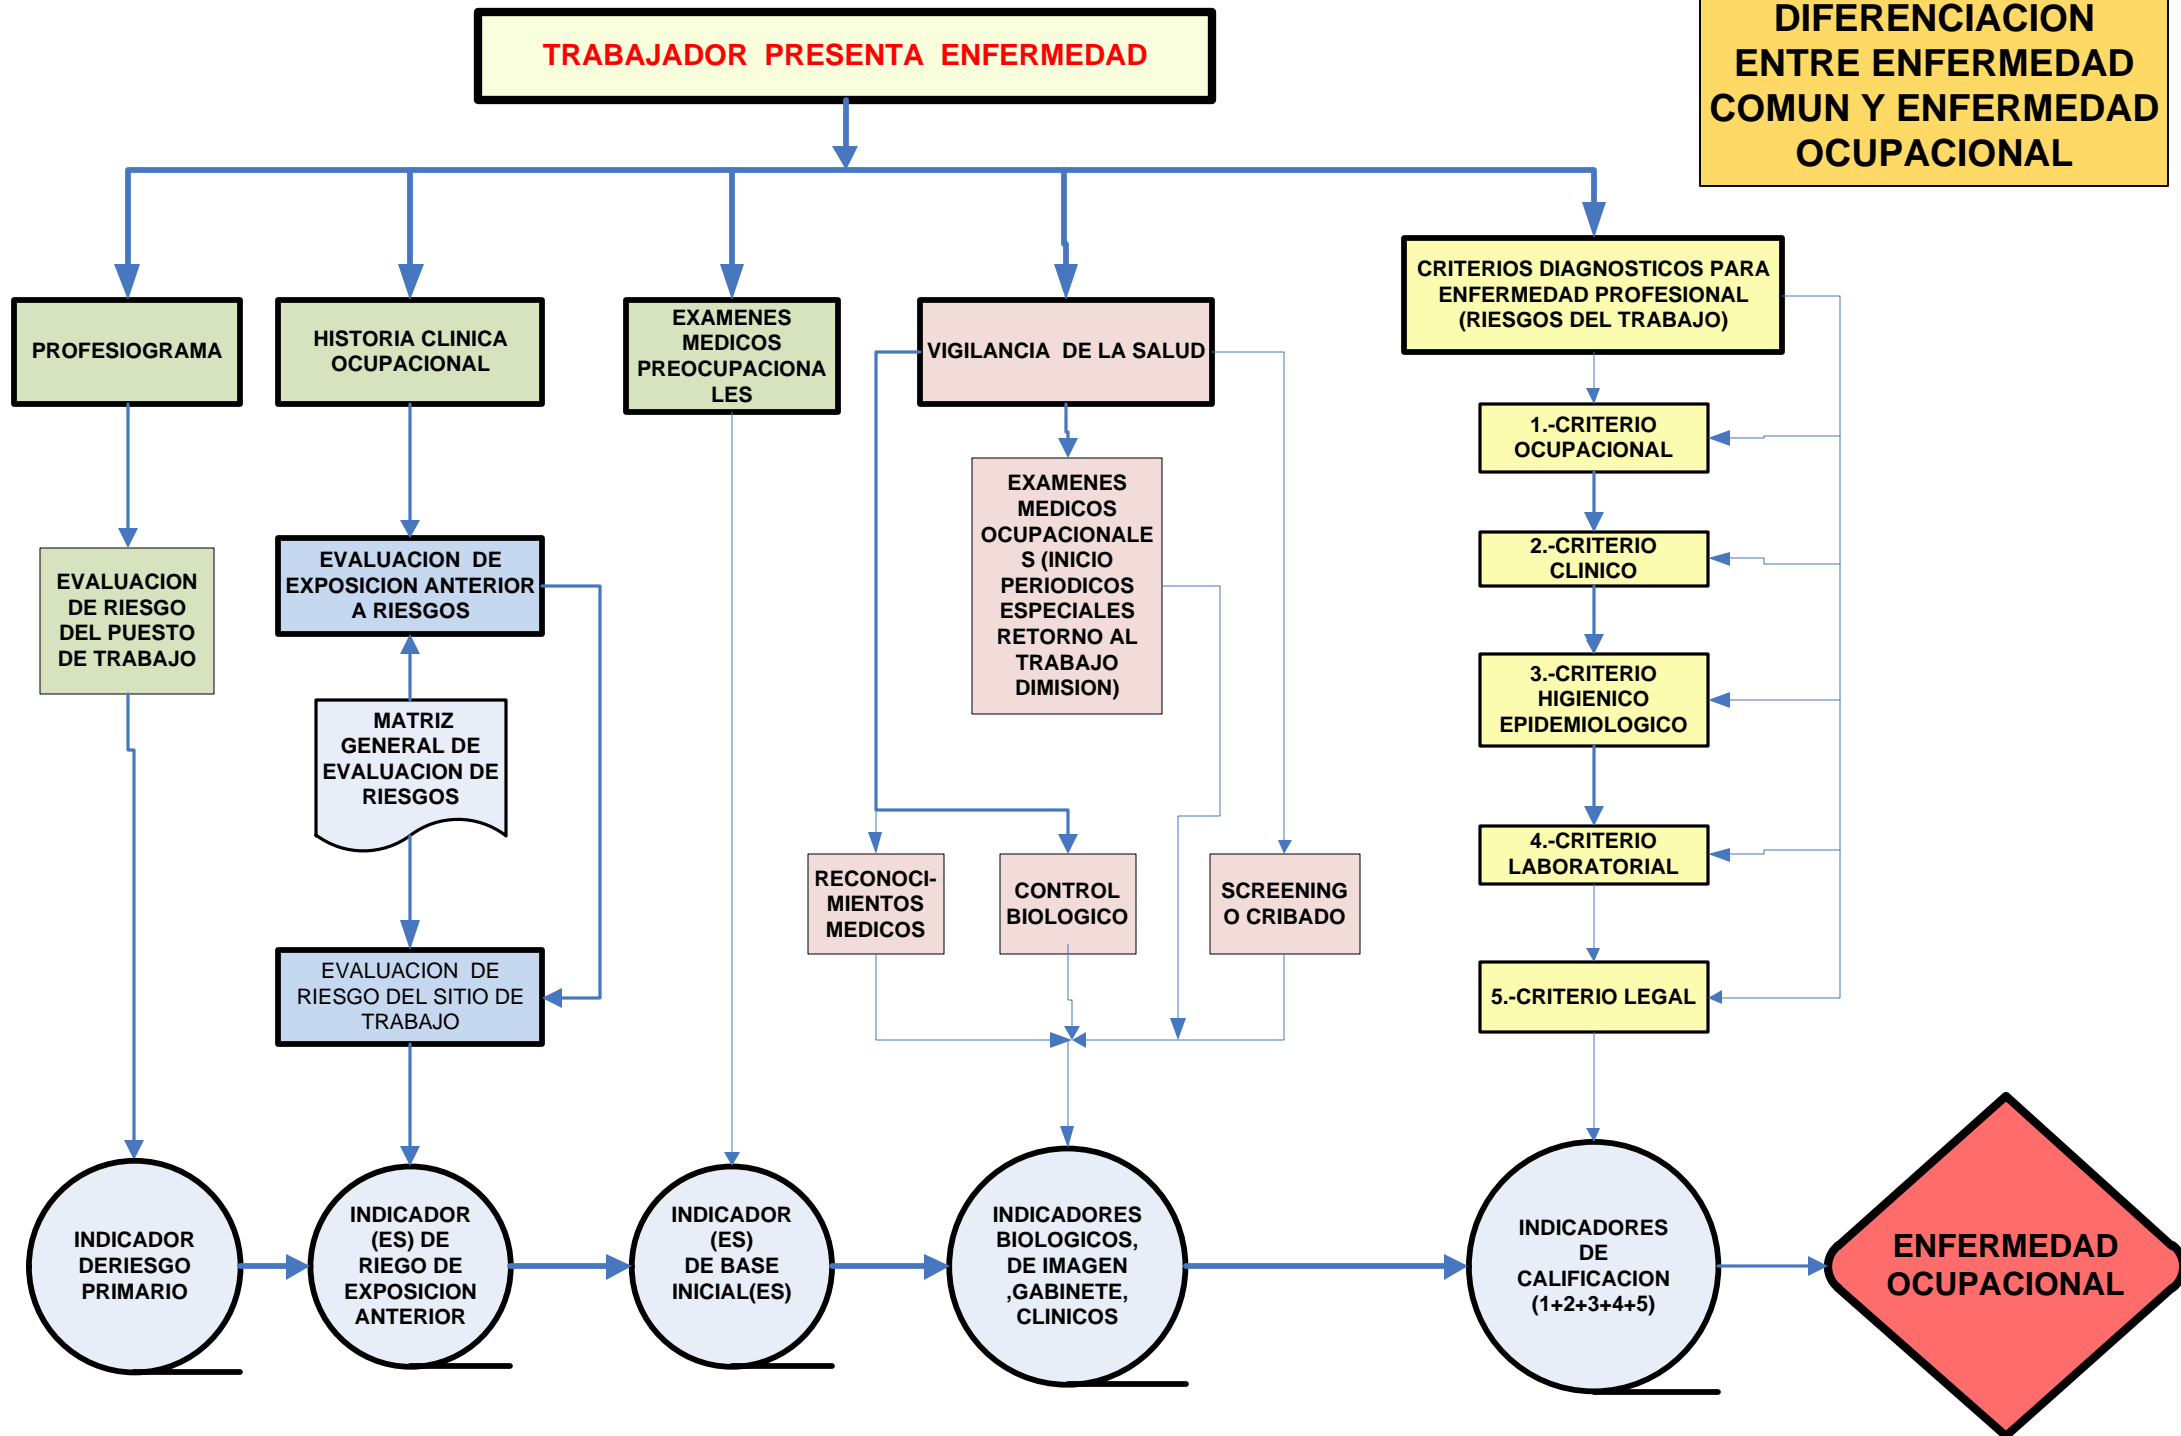 TRABAJADOR PRESENTA ENFERMEDAD
DIFERENCIACION
ENTRE ENFERMEDAD
COMUN Y ENFERMEDAD
OCUPACIONAL
PROFESIOGRAMA
HISTORIA CLINICA
OCUPACIONAL
EXAMENES
MEDICOS
PREOCUPACIONA
LES
VIGILANCIA DE LA SALUD
CRITERIOS DIAGNOSTICOS PARA
ENFERMEDAD PROFESIONAL
(RIESGOS DEL TRABAJO)
EVALUACION
DE RIESGO
DEL PUESTO
DE TRABAJO
EVALUACION DE
EXPOSICION ANTERIOR
A RIESGOS
MATRIZ
GENERAL DE
EVALUACION DE
RIESGOS
EVALUACION DE
RIESGO DEL SITIO DE
TRABAJO
EXAMENES
MEDICOS
OCUPACIONALE
S (INICIO
PERIODICOS
ESPECIALES
RETORNO AL
TRABAJO
DIMISION)
RECONOCI-
MIENTOS
MEDICOS
CONTROL
BIOLOGICO
SCREENING
O CRIBADO
1.-CRITERIO
OCUPACIONAL
2.-CRITERIO
CLINICO
3.-CRITERIO
HIGIENICO
EPIDEMIOLOGICO
4.-CRITERIO
LABORATORIAL
5.-CRITERIO LEGAL
INDICADOR
DERIESGO
PRIMARIO
INDICADOR
(ES) DE
RIEGO DE
EXPOSICION
ANTERIOR
INDICADOR
(ES)
DE BASE
INICIAL(ES)
INDICADORES
BIOLOGICOS,
DE IMAGEN
,GABINETE,
CLINICOS
INDICADORES
DE
CALIFICACION
(1+2+3+4+5)
ENFERMEDAD
OCUPACIONAL